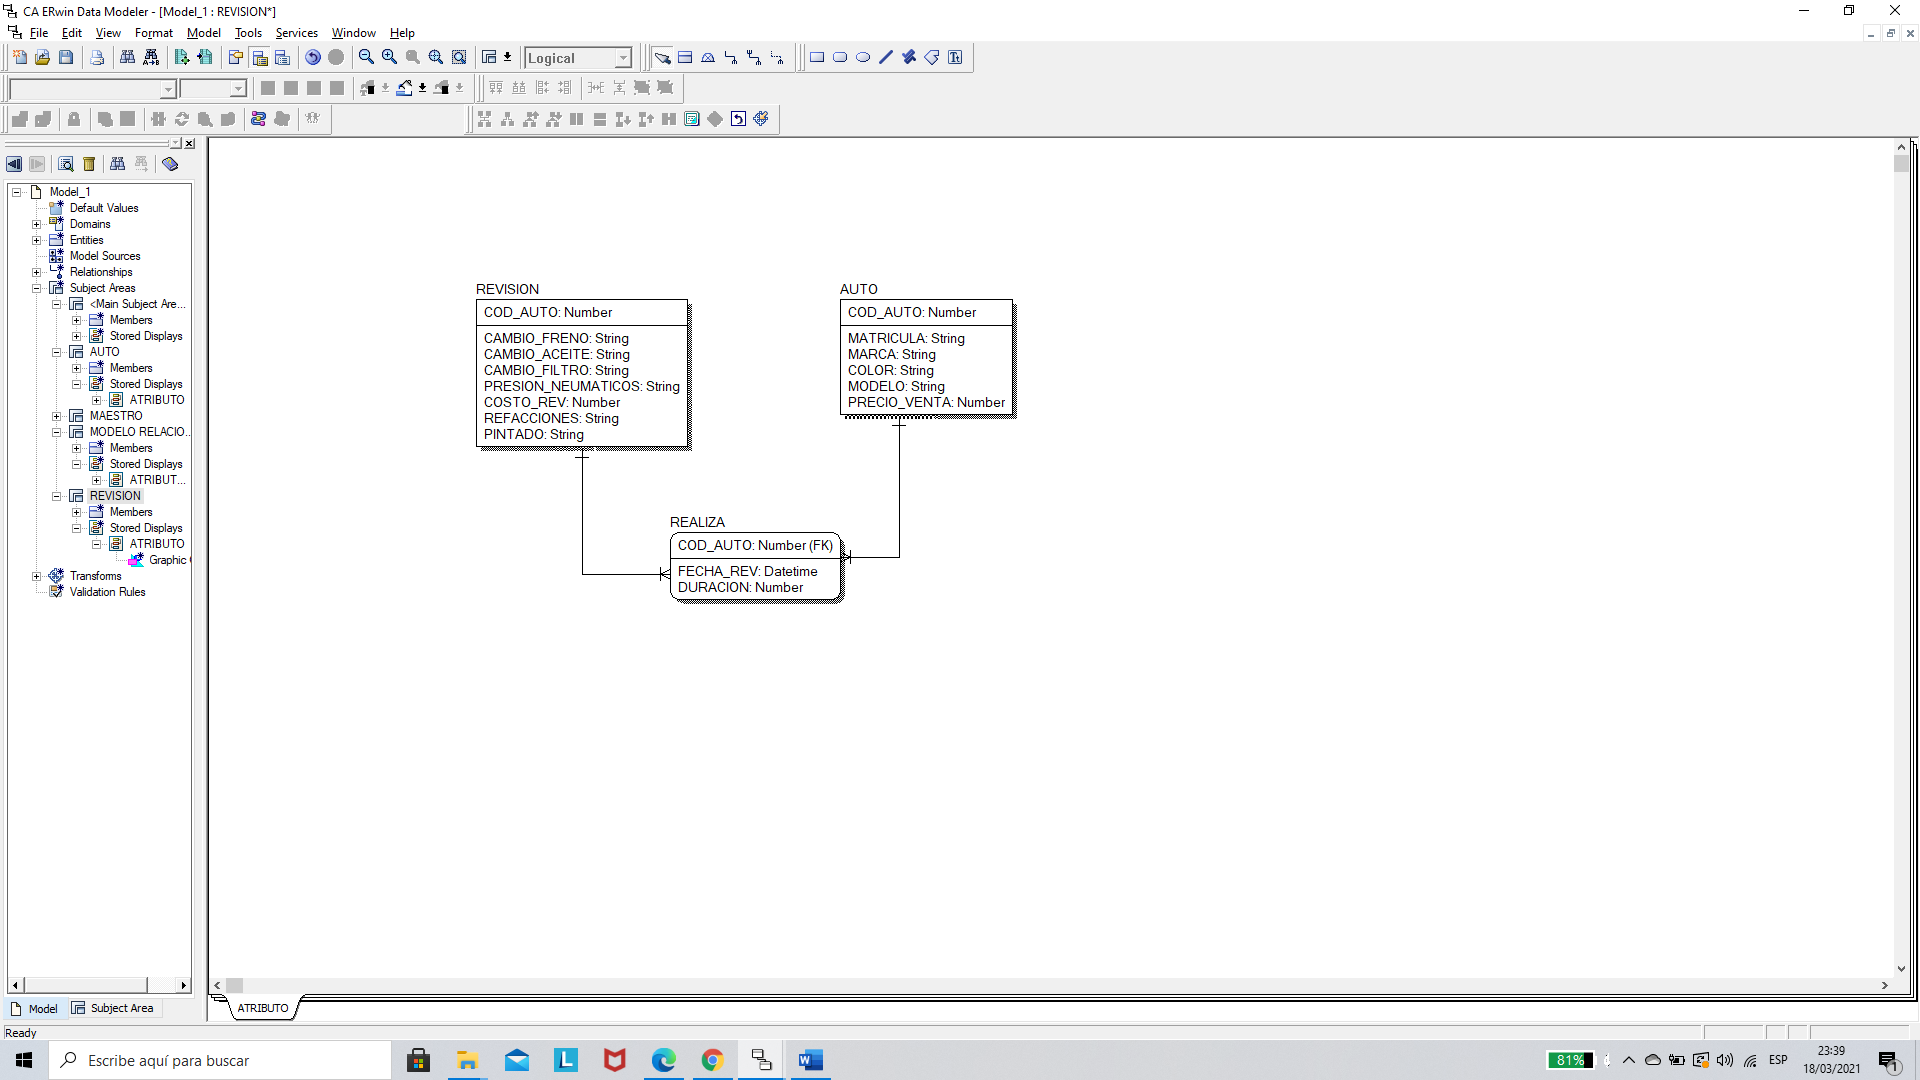 CA ERwin Data Modeler - [Model_1 : REVISION*]
File Edit View Format Model Tools Services Window Help
Logical
Model_1
Default Values
Domains
Entities
Model Sources
Relationships
Subject Areas
<Main Subject Are...
Members
Stored Displays
AUTO
Members
Stored Displays
ATRIBUTO
MAESTRO
MODELO RELACIO...
Members
Stored Displays
ATRIBUT...
REVISION
Members
Stored Displays
ATRIBUTO
Graphic
Transforms
Validation Rules
REVISION
COD_AUTO: Number
CAMBIO_FRENO: String
CAMBIO_ACEITE: String
CAMBIO_FILTRO: String
PRESION_NEUMATICOS: String
COSTO_REV: Number
REFACCIONES: String
PINTADO: String
AUTO
COD_AUTO: Number
MATRICULA: String
MARCA: String
COLOR: String
MODELO: String
PRECIO_VENTA: Number
REALIZA
COD_AUTO: Number (FK)
FECHA_REV: Datetime
DURACION: Number
Model Subject Area
ATRIBUTO
Ready
Escribe aquí para buscar
81%
ESP
23:39
18/03/2021
1